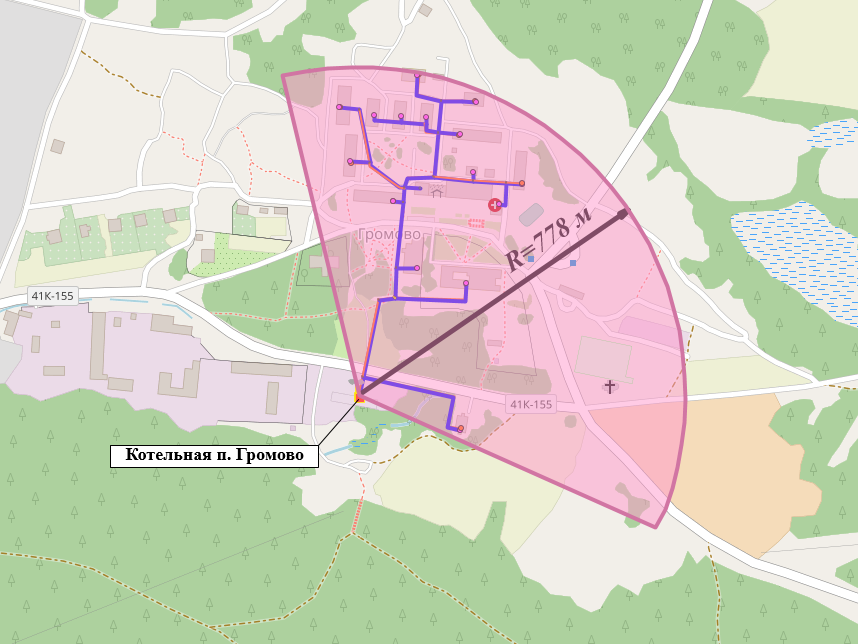 Громово
R=778 м
41К-155
41К-155
Котельная п. Громово